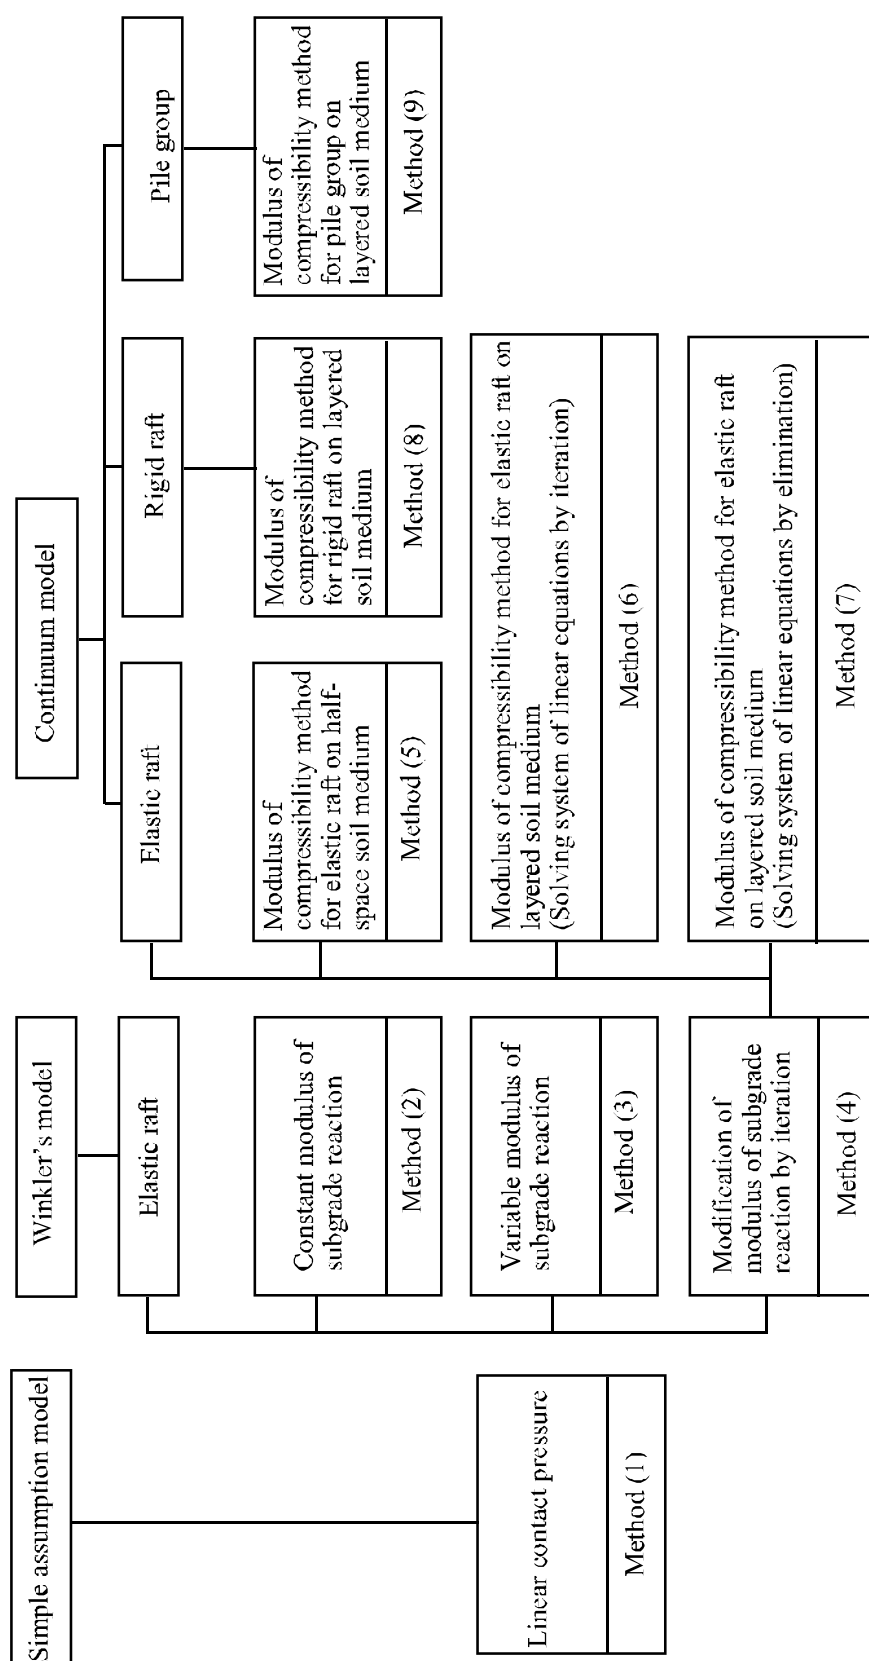 Simple assumption model
Linear contact pressure
Method (1)
Winkler's model
Elastic raft
Constant modulus of
subgrade reaction
Method (2)
Variable modulus of
subgrade reaction
Method (3)
Modification of
modulus of subgrade
reaction by iteration
Method (4)
Continuum model
Elastic raft
Modulus of
compressibility method
for elastic raft on half-
space soil medium
Method (5)
Rigid raft
Modulus of
compressibility method
for rigid raft on layered
soil medium
Method (8)
Pile group
Modulus of
compressibility method
for pile group on
layered soil medium
Method (9)
Modulus of compressibility method for elastic raft on
layered soil medium
(Solving system of linear equations by iteration)
Method (6)
Modulus of compressibility method for elastic raft
on layered soil medium
(Solving system of linear equations by elimination)
Method (7)